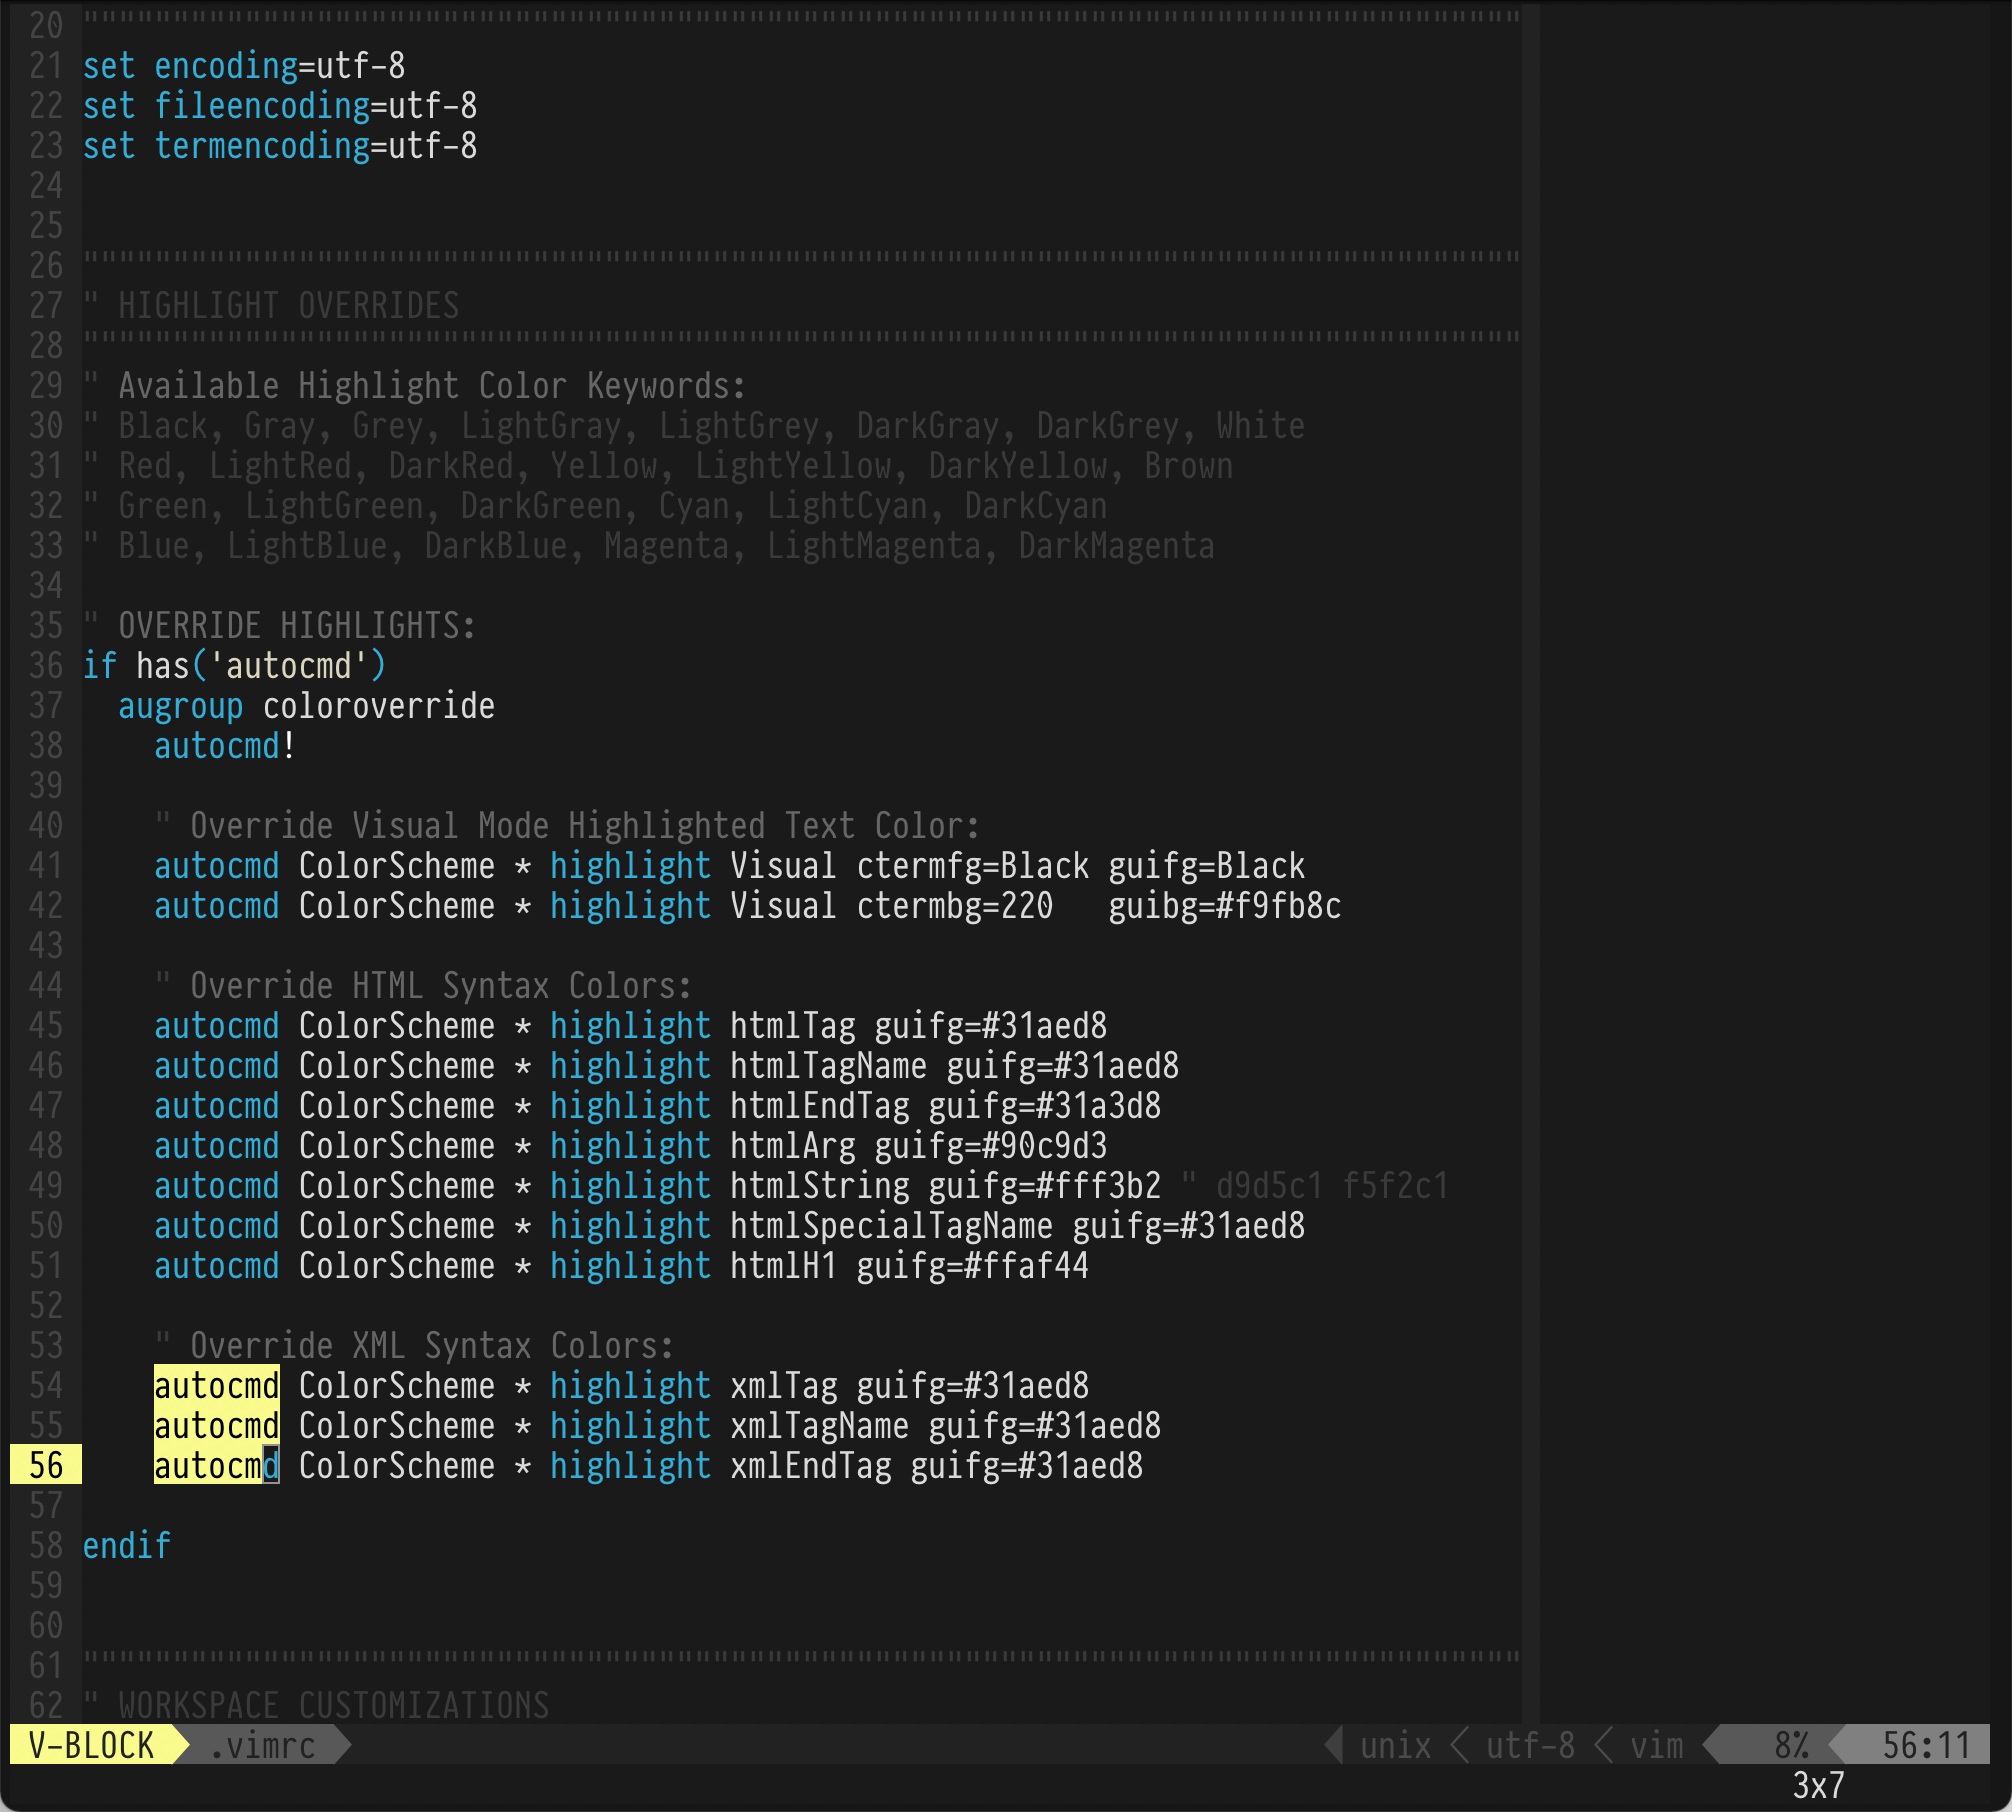 20 """"""""""""""""""""""""""""""""""""""""""""""""""""""""""""""""""""""""""""""""
21 set encoding=utf-8
22 set fileencoding=utf-8
23 set termencoding=utf-8
24
25
26 """"""""""""""""""""""""""""""""""""""""""""""""""""""""""""""""""""""""""""""""
27 " HIGHLIGHT OVERRIDES
28 """"""""""""""""""""""""""""""""""""""""""""""""""""""""""""""""""""""""""""""""
29 " Available Highlight Color Keywords:
30 " Black, Gray, Grey, LightGray, LightGrey, DarkGray, DarkGrey, White
31 " Red, LightRed, DarkRed, Yellow, LightYellow, DarkYellow, Brown
32 " Green, LightGreen, DarkGreen, Cyan, LightCyan, DarkCyan
33 " Blue, LightBlue, DarkBlue, Magenta, LightMagenta, DarkMagenta
34
35 " OVERRIDE HIGHLIGHTS:
36 if has('autocmd')
37   augroup coloroverride
38     autocmd!
39
40     " Override Visual Mode Highlighted Text Color:
41     autocmd ColorScheme * highlight Visual ctermfg=Black guifg=Black
42     autocmd ColorScheme * highlight Visual ctermbg=220   guibg=#f9fb8c
43
44     " Override HTML Syntax Colors:
45     autocmd ColorScheme * highlight htmlTag guifg=#31aed8
46     autocmd ColorScheme * highlight htmlTagName guifg=#31aed8
47     autocmd ColorScheme * highlight htmlEndTag guifg=#31a3d8
48     autocmd ColorScheme * highlight htmlArg guifg=#90c9d3
49     autocmd ColorScheme * highlight htmlString guifg=#fff3b2 " d9d5c1 f5f2c1
50     autocmd ColorScheme * highlight htmlSpecialTagName guifg=#31aed8
51     autocmd ColorScheme * highlight htmlH1 guifg=#ffaf44
52
53     " Override XML Syntax Colors:
54     autocmd ColorScheme * highlight xmlTag guifg=#31aed8
55     autocmd ColorScheme * highlight xmlTagName guifg=#31aed8
56     autocmd ColorScheme * highlight xmlEndTag guifg=#31aed8
57
58 endif
59
60
61 """"""""""""""""""""""""""""""""""""""""""""""""""""""""""""""""""""""""""""""""
62 " WORKSPACE CUSTOMIZATIONS
V-BLOCK .vimrc unix utf-8 vim 8% 56:11
3x7